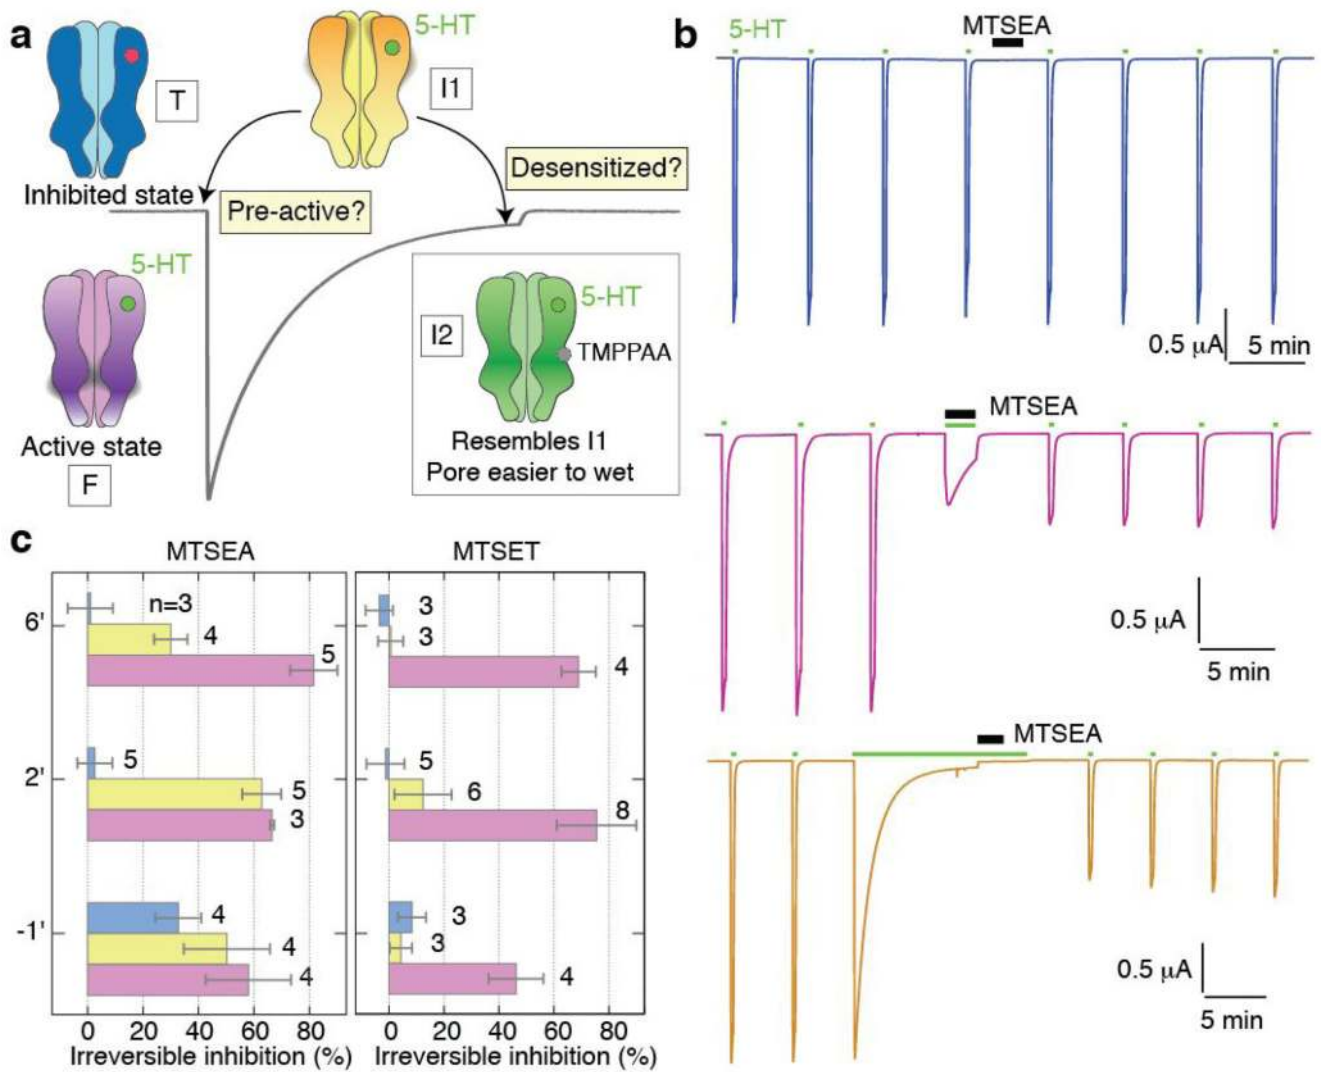 a
T
5-HT
I1
Inhibited state
Pre-active?
Desensitized?
5-HT
Active state
F
I2
5-HT
TMPPAA
Resembles I1
Pore easier to wet
b
5-HT
MTSEA
0.5 μA
5 min
MTSEA
0.5 μA
5 min
MTSEA
0.5 μA
5 min
c
MTSEA
MTSET
6'
n=3
4
5
3
3
4
2'
5
5
3
5
6
8
-1'
4
4
4
3
3
4
0 20 40 60 80
0 20 40 60 80
Irreversible inhibition (%)
Irreversible inhibition (%)